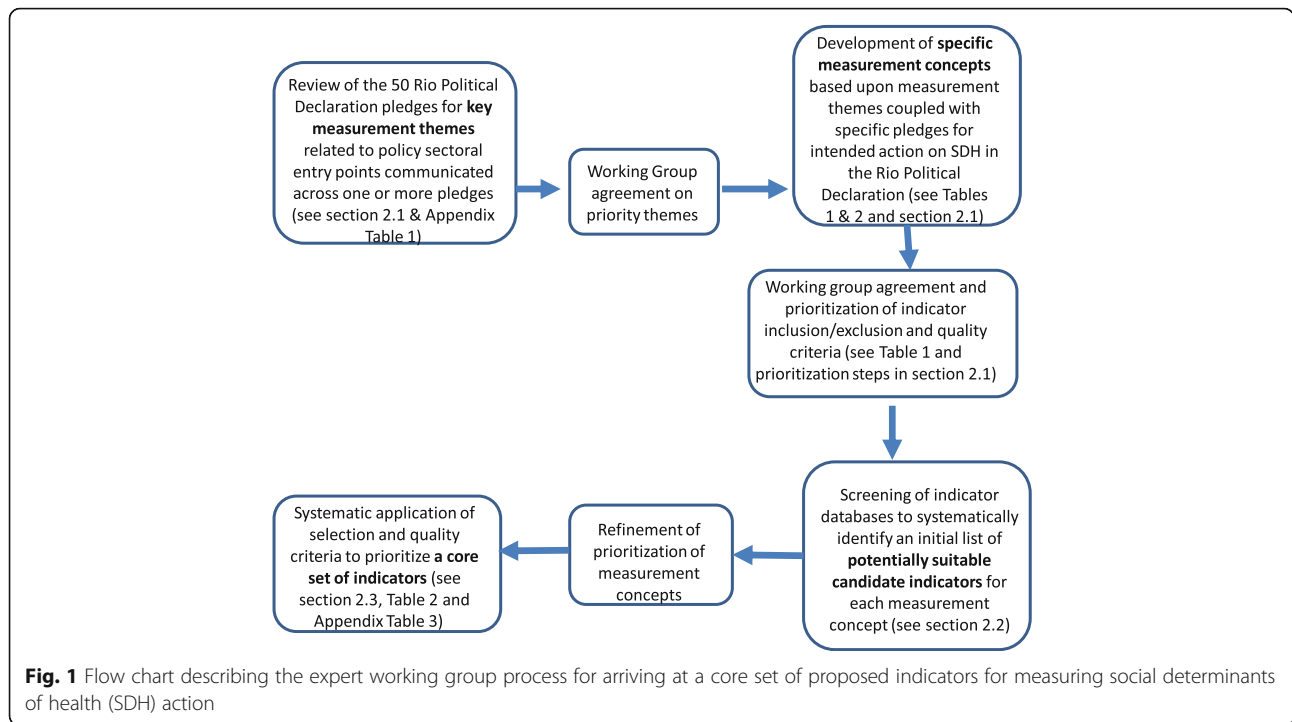 Review of the 50 Rio Political
Declaration pledges for key
measurement themes
related to policy sectoral
entry points communicated
across one or more pledges
(see section 2.1 & Appendix
Table 1)
Working Group
agreement on
priority themes
Development of specific
measurement concepts
based upon measurement
themes coupled with
specific pledges for
intended action on SDH in
the Rio Political
Declaration (see Tables
1 & 2 and section 2.1)
Working group agreement and
prioritization of indicator
inclusion/exclusion and quality
criteria (see Table 1 and
prioritization steps in section 2.1)
Screening of indicator
databases to systematically
identify an initial list of
potentially suitable
candidate indicators for
each measurement
concept (see section 2.2)
Refinement of
prioritization of
measurement
concepts
Systematic application of
selection and quality
criteria to prioritize a core
set of indicators (see
section 2.3, Table 2 and
Appendix Table 3)
Fig. 1 Flow chart describing the expert working group process for arriving at a core set of proposed indicators for measuring social determinants
of health (SDH) action